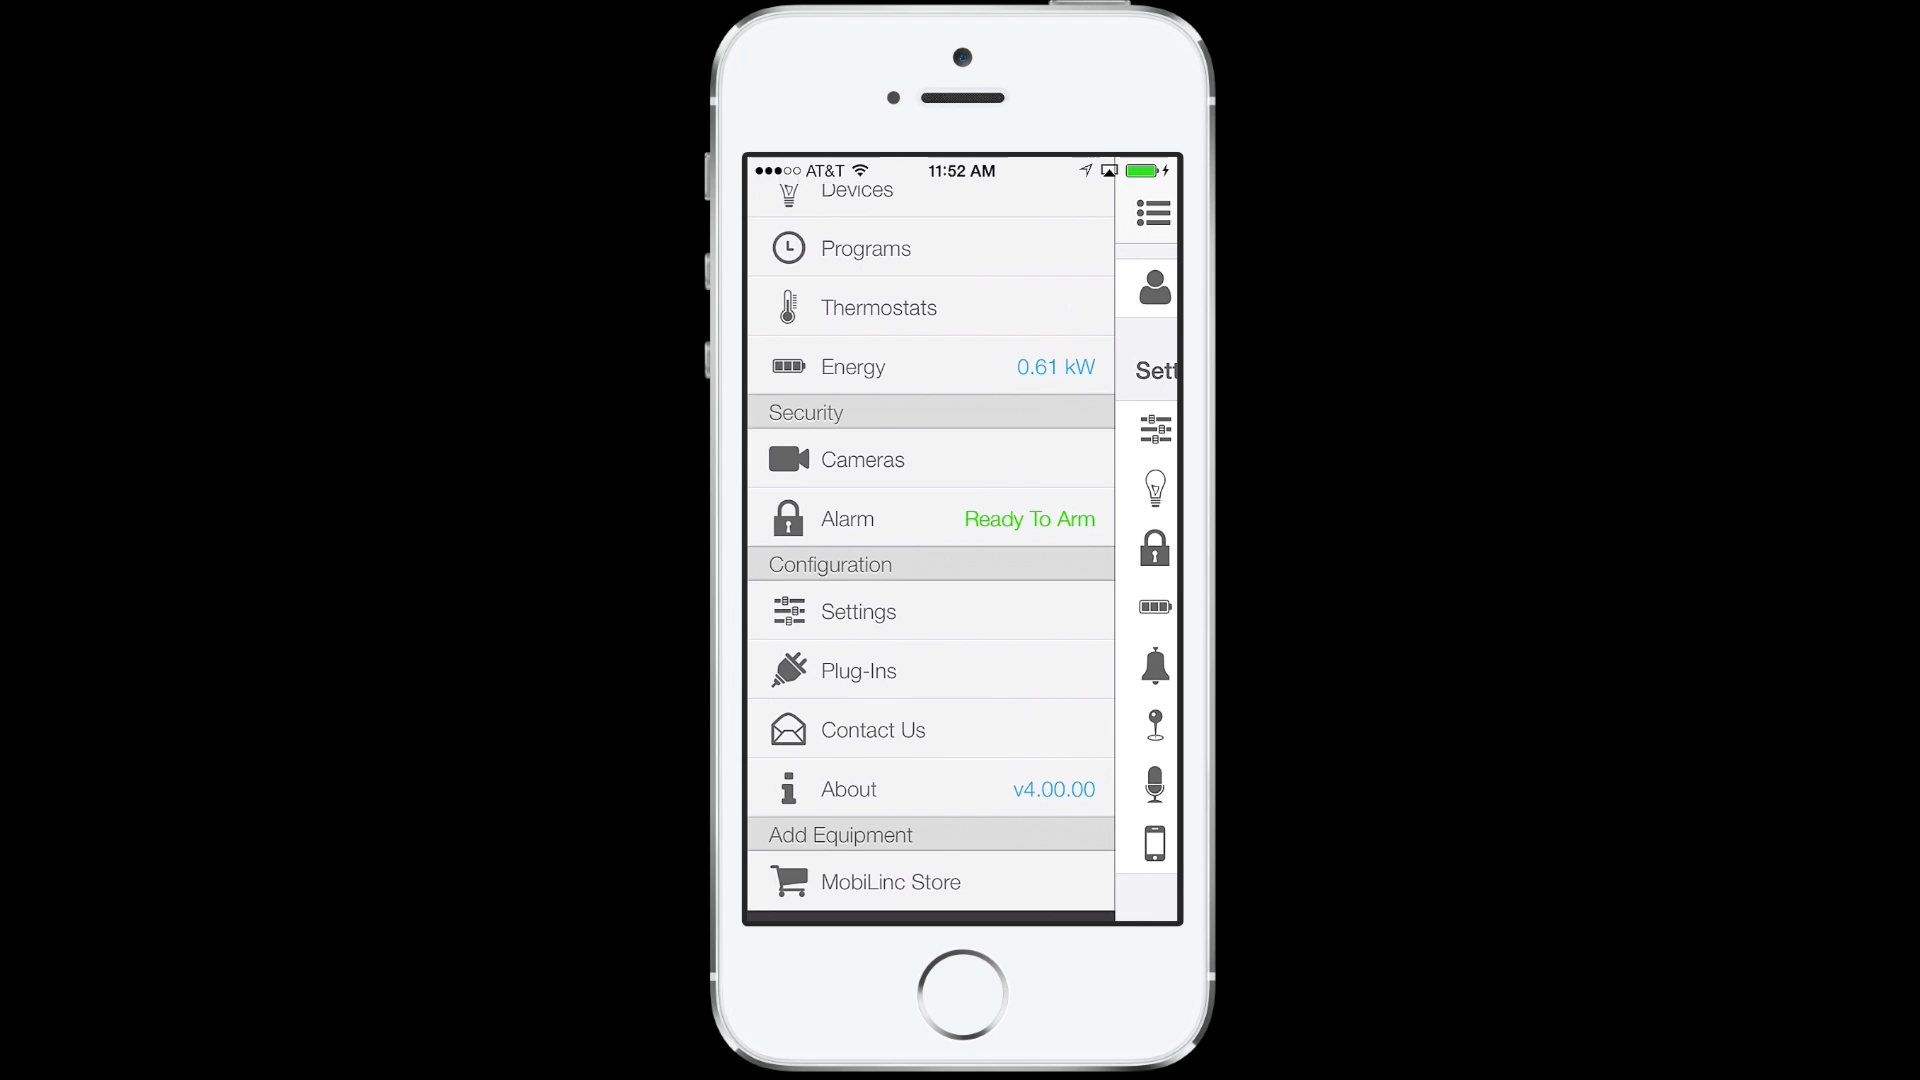 AT&T 11:52 AM
Devices
Programs
Thermostats
Energy 0.61 kW
Security
Cameras
Alarm Ready To Arm
Configuration
Settings
Plug-Ins
Contact Us
About v4.00.00
Add Equipment
MobiLinc Store
Sett